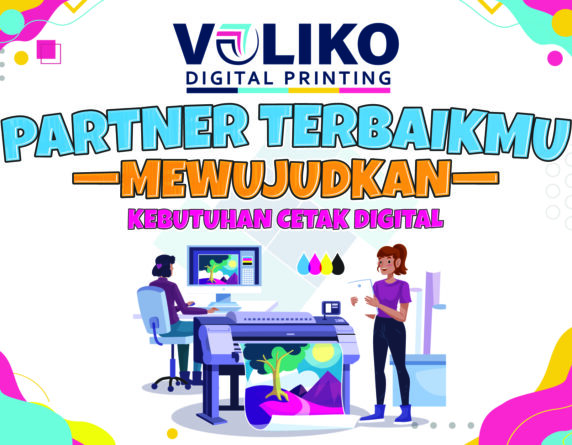 VOLIKO
DIGITAL PRINTING
PARTNER TERBAIKMU
MEWUJUDKAN
KEBUTUHAN CETAK DIGITAL